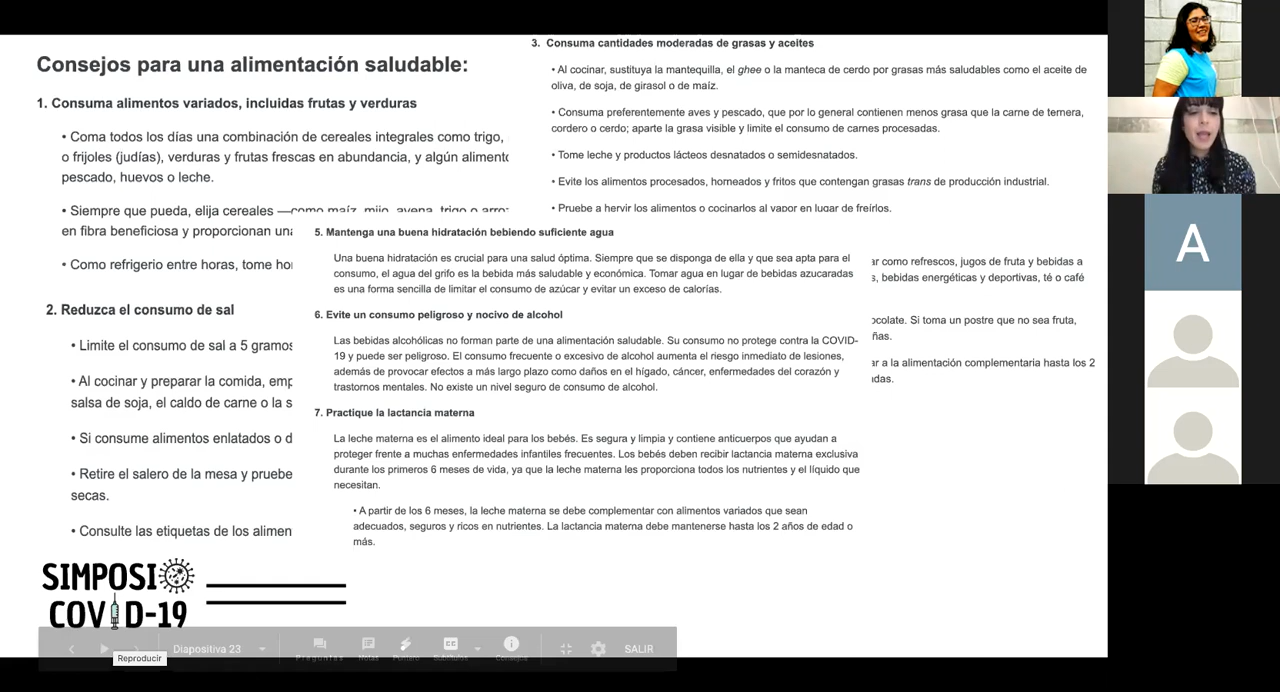 Consejos para una alimentación saludable:
1. Consuma alimentos variados, incluidas frutas y verduras
• Coma todos los días una combinación de cereales integrales como trigo,
o frijoles (judías), verduras y frutas frescas en abundancia, y algún aliment
pescado, huevos o leche.
• Siempre que pueda, elija cereales —como maíz, mijo, avena, trigo o arroz
en fibra beneficiosa y proporcionan una
• Como refrigerio entre horas, tome
2. Reduzca el consumo de sal
• Limite el consumo de sal a 5 gramos
• Al cocinar y preparar la comida,
salsa de soja, el caldo de carne o la s
• Si consume alimentos enlatados o d
• Retire el salero de la mesa y pruebe
secas.
• Consulte las etiquetas de los alimen
3. Consuma cantidades moderadas de grasas y aceites
• Al cocinar, sustituya la mantequilla, el ghee o la manteca de cerdo por grasas más saludables como el aceite de
oliva, de soja, de girasol o de maíz.
• Consuma preferentemente aves y pescado, que por lo general contienen menos grasa que la carne de ternera,
cordero o cerdo; aparte la grasa visible y limite el consumo de carnes procesadas.
• Tome leche y productos lácteos desnatados o semidesnatados.
• Evite los alimentos procesados, horneados y fritos que contengan grasas trans de producción industrial.
• Pruebe a hervir los alimentos o cocinarlos al vapor en lugar de freírlos.
ar como refrescos, jugos de fruta y bebidas a
s, bebidas energéticas y deportivas, té o café
ocolate. Si toma un postre que no sea fruta,
ñas.
ar a la alimentación complementaria hasta los 2
adas.
5. Mantenga una buena hidratación bebiendo suficiente agua
Una buena hidratación es crucial para una salud óptima. Siempre que se disponga de ella y que sea apta para el
consumo, el agua del grifo es la bebida más saludable y económica. Tomar agua en lugar de bebidas azucaradas
es una forma sencilla de limitar el consumo de azúcar y evitar un exceso de calorías.
6. Evite un consumo peligroso y nocivo de alcohol
Las bebidas alcohólicas no forman parte de una alimentación saludable. Su consumo no protege contra la COVID-
19 y puede ser peligroso. El consumo frecuente o excesivo de alcohol aumenta el riesgo inmediato de lesiones,
además de provocar efectos a más largo plazo como daños en el hígado, cáncer, enfermedades del corazón y
trastornos mentales. No existe un nivel seguro de consumo de alcohol.
7. Practique la lactancia materna
La leche materna es el alimento ideal para los bebés. Es segura y limpia y contiene anticuerpos que ayudan a
proteger frente a muchas enfermedades infantiles frecuentes. Los bebés deben recibir lactancia materna exclusiva
durante los primeros 6 meses de vida, ya que la leche materna les proporciona todos los nutrientes y el líquido que
necesitan.
• A partir de los 6 meses, la leche materna se debe complementar con alimentos variados que sean
adecuados, seguros y ricos en nutrientes. La lactancia materna debe mantenerse hasta los 2 años de edad o
más.
SIMPOSIO
COVID-19
Diapositiva 23
Preguntas
Notas
Puntero
Subtítulos
Consejos
SALIR
Reproducir
A